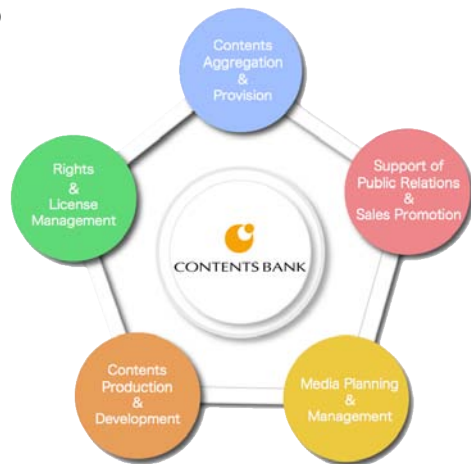 Contents
Aggregation
&
Provision
Rights
&
License
Management
Support of
Public Relations
&
Sales Promotion
CONTENTS BANK
Contents
Production
&
Development
Media Planning
&
Management